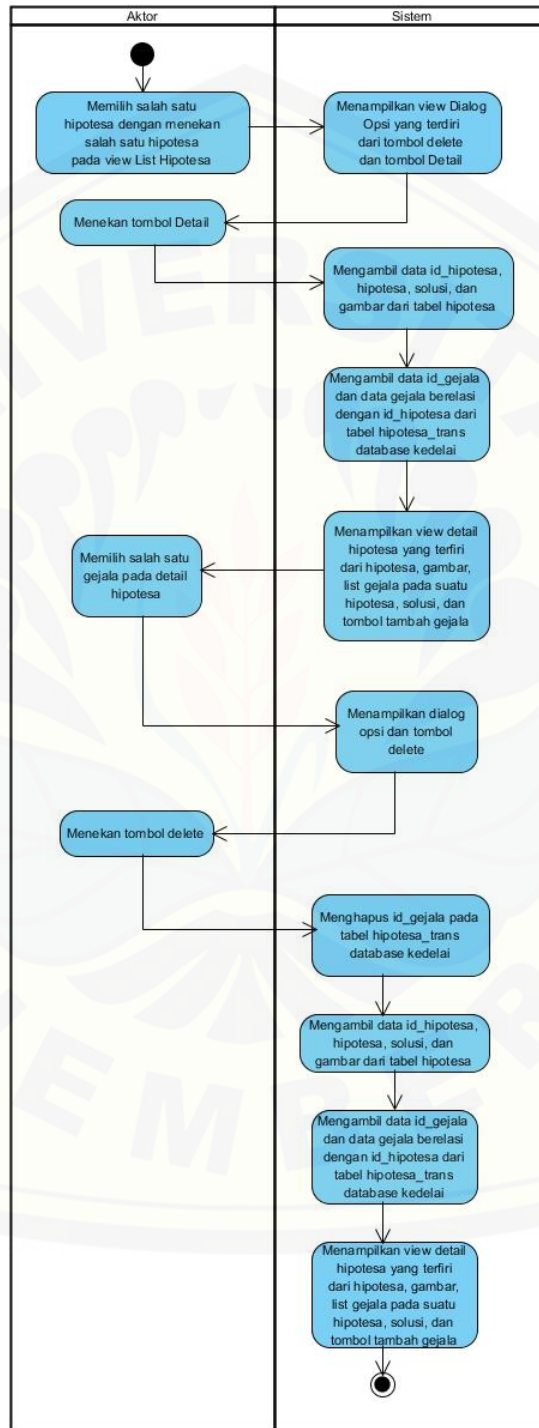 Aktor
Sistem
Memilih salah satu
hipotesa dengan menekan
salah satu hipotesa
pada view List Hipotesa
Menampilkan view Dialog
Opsi yang terdiri
dari tombol delete
dan tombol Detail
Menekan tombol Detail
Mengambil data id_hipotesa,
hipotesa, solusi, dan
gambar dari tabel hipotesa
Mengambil data id_gejala
dan data gejala berelasi
dengan id_hipotesa dari
tabel hipotesa_trans
database kedelai
Menampilkan view detail
hipotesa yang terfiri
dari hipotesa, gambar,
list gejala pada suatu
hipotesa, solusi, dan
tombol tambah gejala
Memilih salah satu
gejala pada detail
hipotesa
Menampilkan dialog
opsi dan tombol
delete
Menekan tombol delete
Menghapus id_gejala pada
tabel hipotesa_trans
database kedelai
Mengambil data id_hipotesa,
hipotesa, solusi, dan
gambar dari tabel hipotesa
Mengambil data id_gejala
dan data gejala berelasi
dengan id_hipotesa dari
tabel hipotesa_trans
database kedelai
Menampilkan view detail
hipotesa yang terfiri
dari hipotesa, gambar,
list gejala pada suatu
hipotesa, solusi, dan
tombol tambah gejala